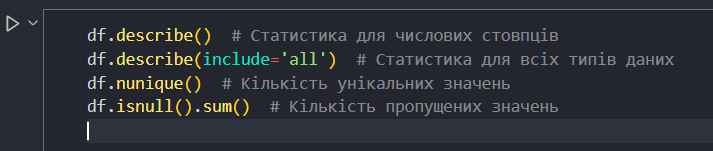 df.describe()  # Статистика для числових стовпців
df.describe(include='all')  # Статистика для всіх типів даних
df.nunique()  # Кількість унікальних значень
df.isnull().sum()  # Кількість пропущених значень